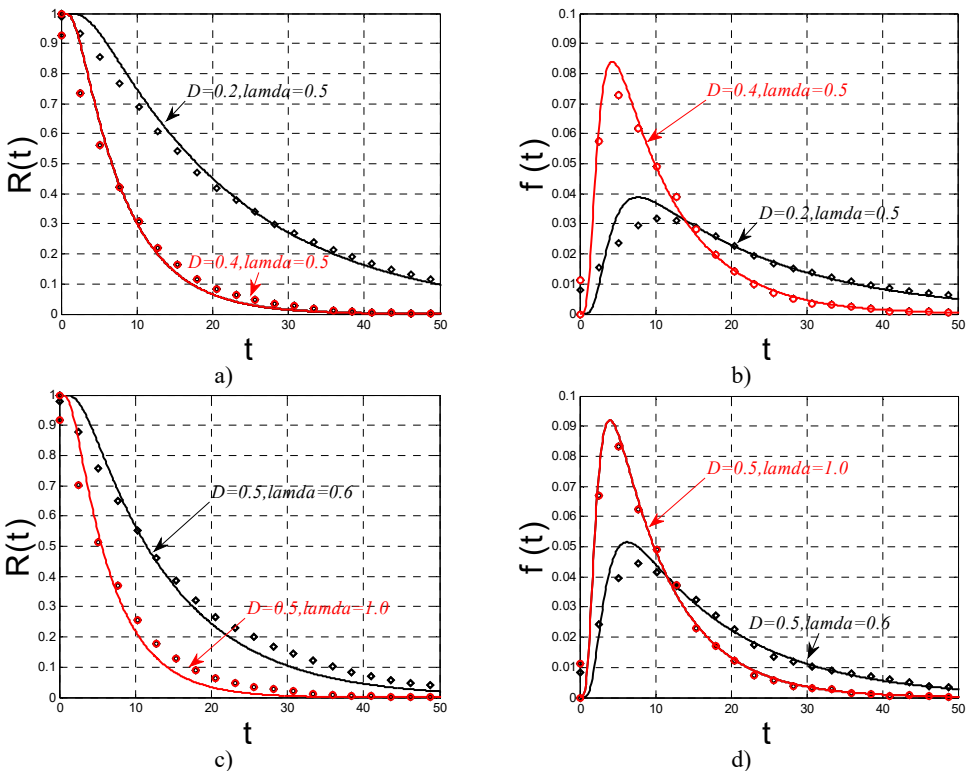 1
0.9
0.8
0.7
0.6
0.5
0.4
0.3
0.2
0.1
0
R(t)
D=0.2,lamda=0.5
D=0.4,lamda=0.5
0 10 20 30 40 50
t
a)
0.1
0.09
0.08
0.07
0.06
0.05
0.04
0.03
0.02
0.01
0
f (t)
D=0.4,lamda=0.5
D=0.2,lamda=0.5
0 10 20 30 40 50
t
b)
1
0.9
0.8
0.7
0.6
0.5
0.4
0.3
0.2
0.1
0
R(t)
D=0.5,lamda=0.6
D=0.5,lamda=1.0
0 10 20 30 40 50
t
c)
0.1
0.09
0.08
0.07
0.06
0.05
0.04
0.03
0.02
0.01
0
f (t)
D=0.5,lamda=1.0
D=0.5,lamda=0.6
0 10 20 30 40 50
t
d)